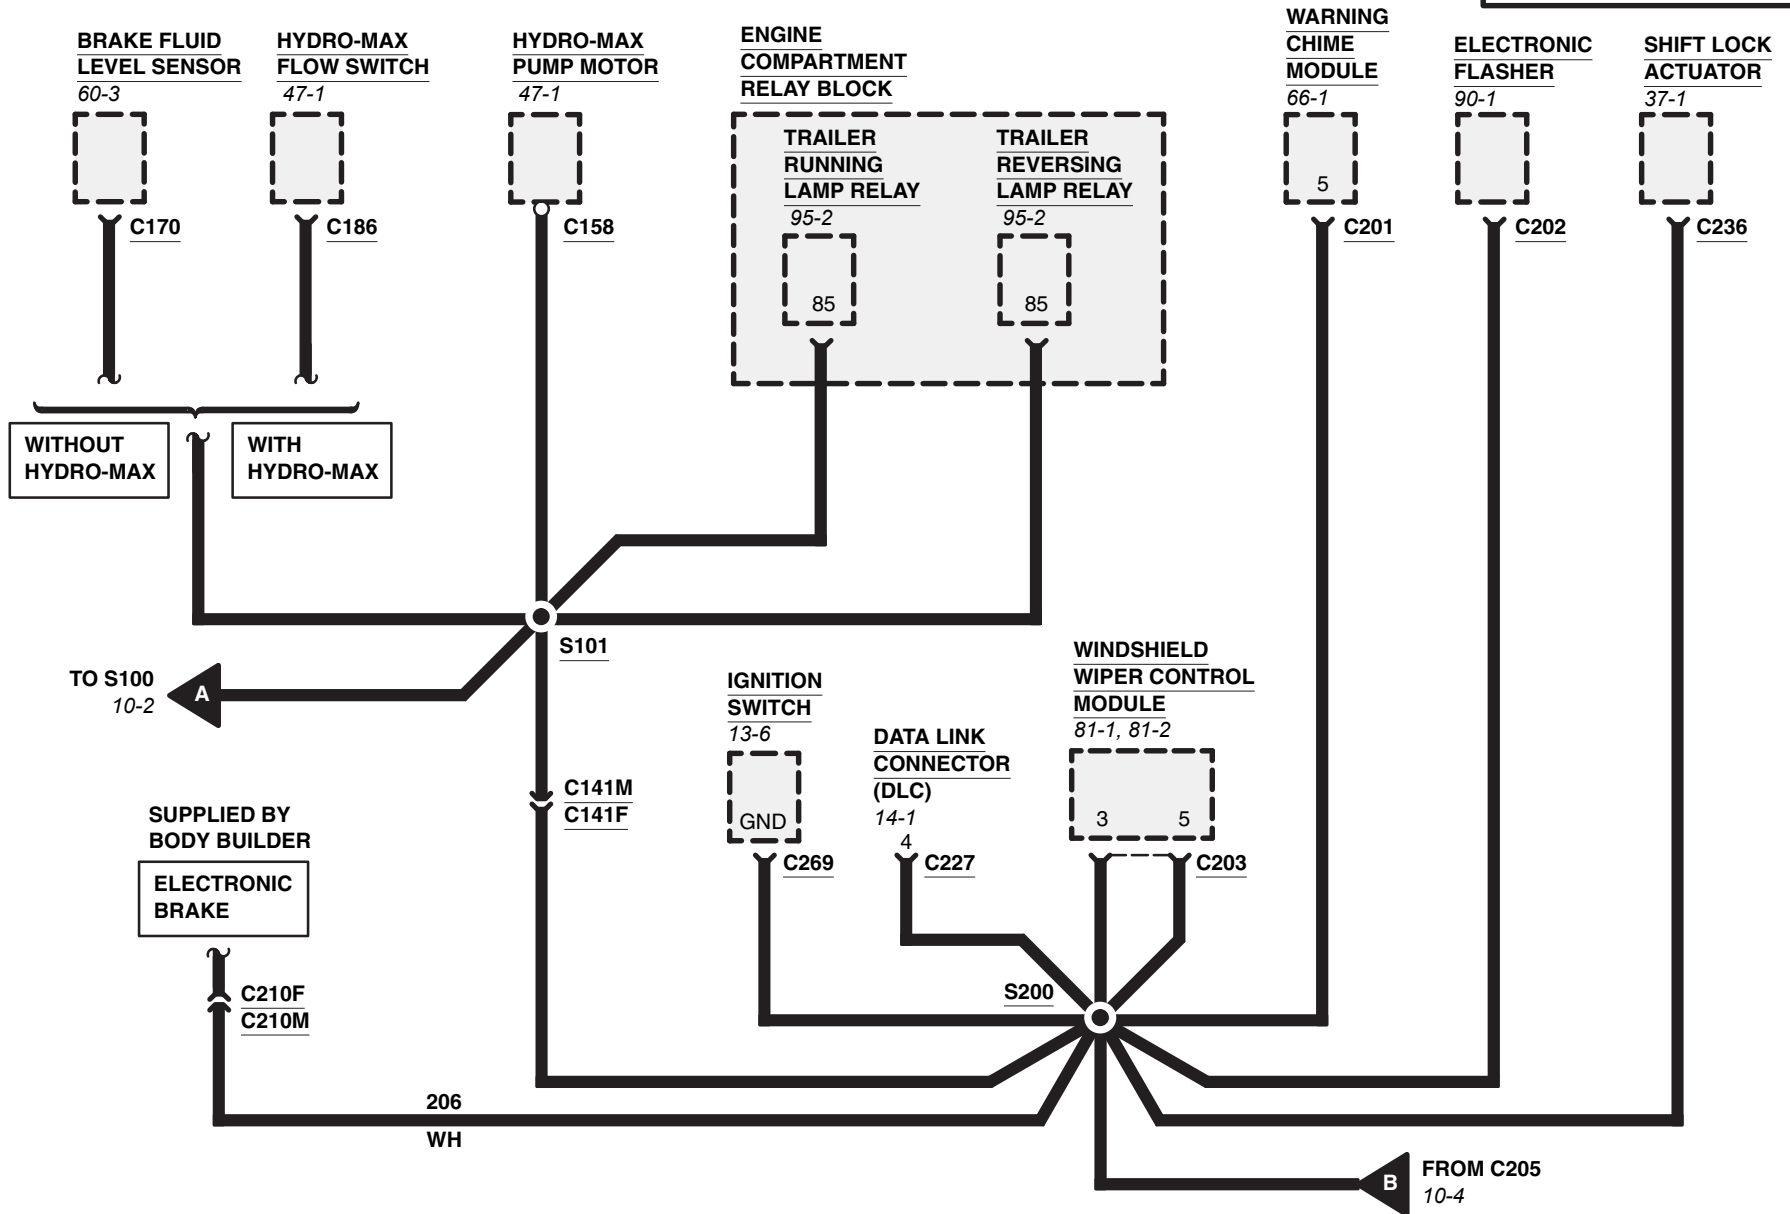 BRAKE FLUID
LEVEL SENSOR
60-3
C170
HYDRO-MAX
FLOW SWITCH
47-1
C186
HYDRO-MAX
PUMP MOTOR
47-1
C158
ENGINE
COMPARTMENT
RELAY BLOCK
TRAILER
RUNNING
LAMP RELAY
95-2
85
TRAILER
REVERSING
LAMP RELAY
95-2
85
WARNING
CHIME
MODULE
66-1
5
C201
ELECTRONIC
FLASHER
90-1
C202
SHIFT LOCK
ACTUATOR
37-1
C236
WITHOUT
HYDRO-MAX
WITH
HYDRO-MAX
S101
TO S100
10-2
A
C141M
C141F
IGNITION
SWITCH
13-6
GND
C269
DATA LINK
CONNECTOR
(DLC)
14-1
4
C227
WINDSHIELD
WIPER CONTROL
MODULE
81-1, 81-2
3 5
C203
SUPPLIED BY
BODY BUILDER
ELECTRONIC
BRAKE
C210F
C210M
S200
206
WH
B
FROM C205
10-4